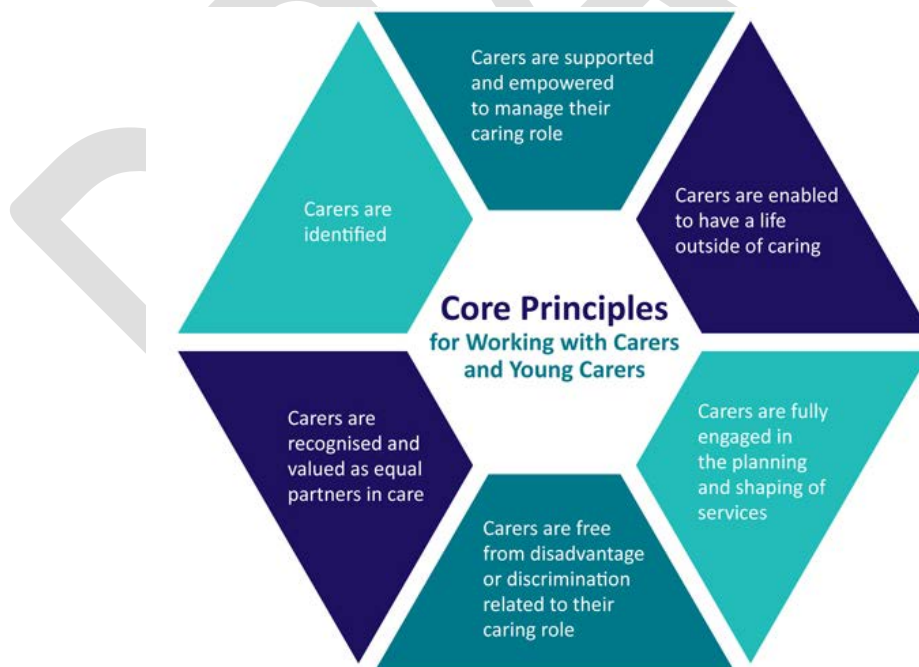 Carers are supported
and empowered
to manage their
caring role
Carers are enabled
to have a life
outside of caring
Carers are
identified
Core Principles
for Working with Carers
and Young Carers
Carers are fully
engaged in
the planning
and shaping of
services
Carers are
recognised and
valued as equal
partners in care
Carers are free
from disadvantage
or discrimination
related to their
caring role